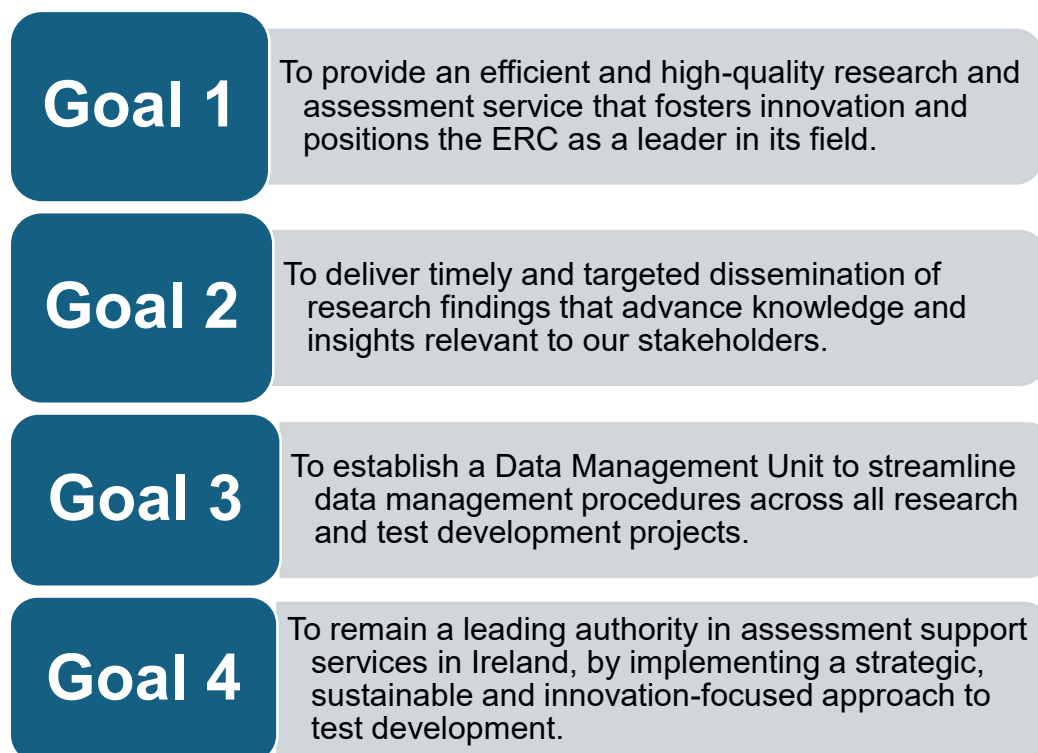 Goal 1
To provide an efficient and high-quality research and
assessment service that fosters innovation and
positions the ERC as a leader in its field.
Goal 2
To deliver timely and targeted dissemination of
research findings that advance knowledge and
insights relevant to our stakeholders.
Goal 3
To establish a Data Management Unit to streamline
data management procedures across all research
and test development projects.
Goal 4
To remain a leading authority in assessment support
services in Ireland, by implementing a strategic,
sustainable and innovation-focused approach to
test development.